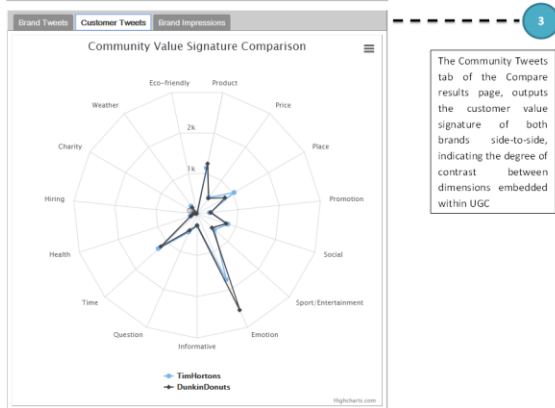 Brand Tweets Customer Tweets Brand Impressions
3
Community Value Signature Comparison
Eco-friendly Product
Weather Price
Charity Place
Hiring Promotion
Health Social
Time Sport/Entertainment
Question Emotion
Informative
2k
1k
TimHortons
DunkinDonuts
Highcharts.com
The Community Tweets
tab of the Compare
results page, outputs
the customer value
signature of both
brands side-to-side,
indicating the degree of
contrast between
dimensions embedded
within UGC